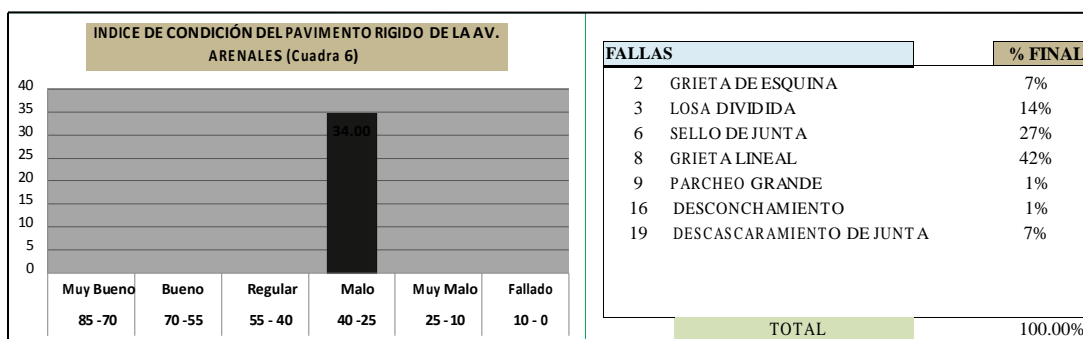 INDICE DE CONDICIÓN DEL PAVIMENTO RIGIDO DE LA AV.
ARENALES (Cuadra 6)
40
35
30
25
20
15
10
5
0
34.00
Muy Bueno Bueno Regular Malo Muy Malo Fallado
85 -70 70 -55 55 - 40 40 -25 25 - 10 10 - 0
FALLAS % FINAL
2 GRIETA DE ESQUINA 7%
3 LOSA DIVIDIDA 14%
6 SELLO DE JUNTA 27%
8 GRIETA LINEAL 42%
9 PARCHEO GRANDE 1%
16 DESCONCHAMIENTO 1%
19 DESCASCARAMIENTO DE JUNTA 7%
TOTAL 100.00%